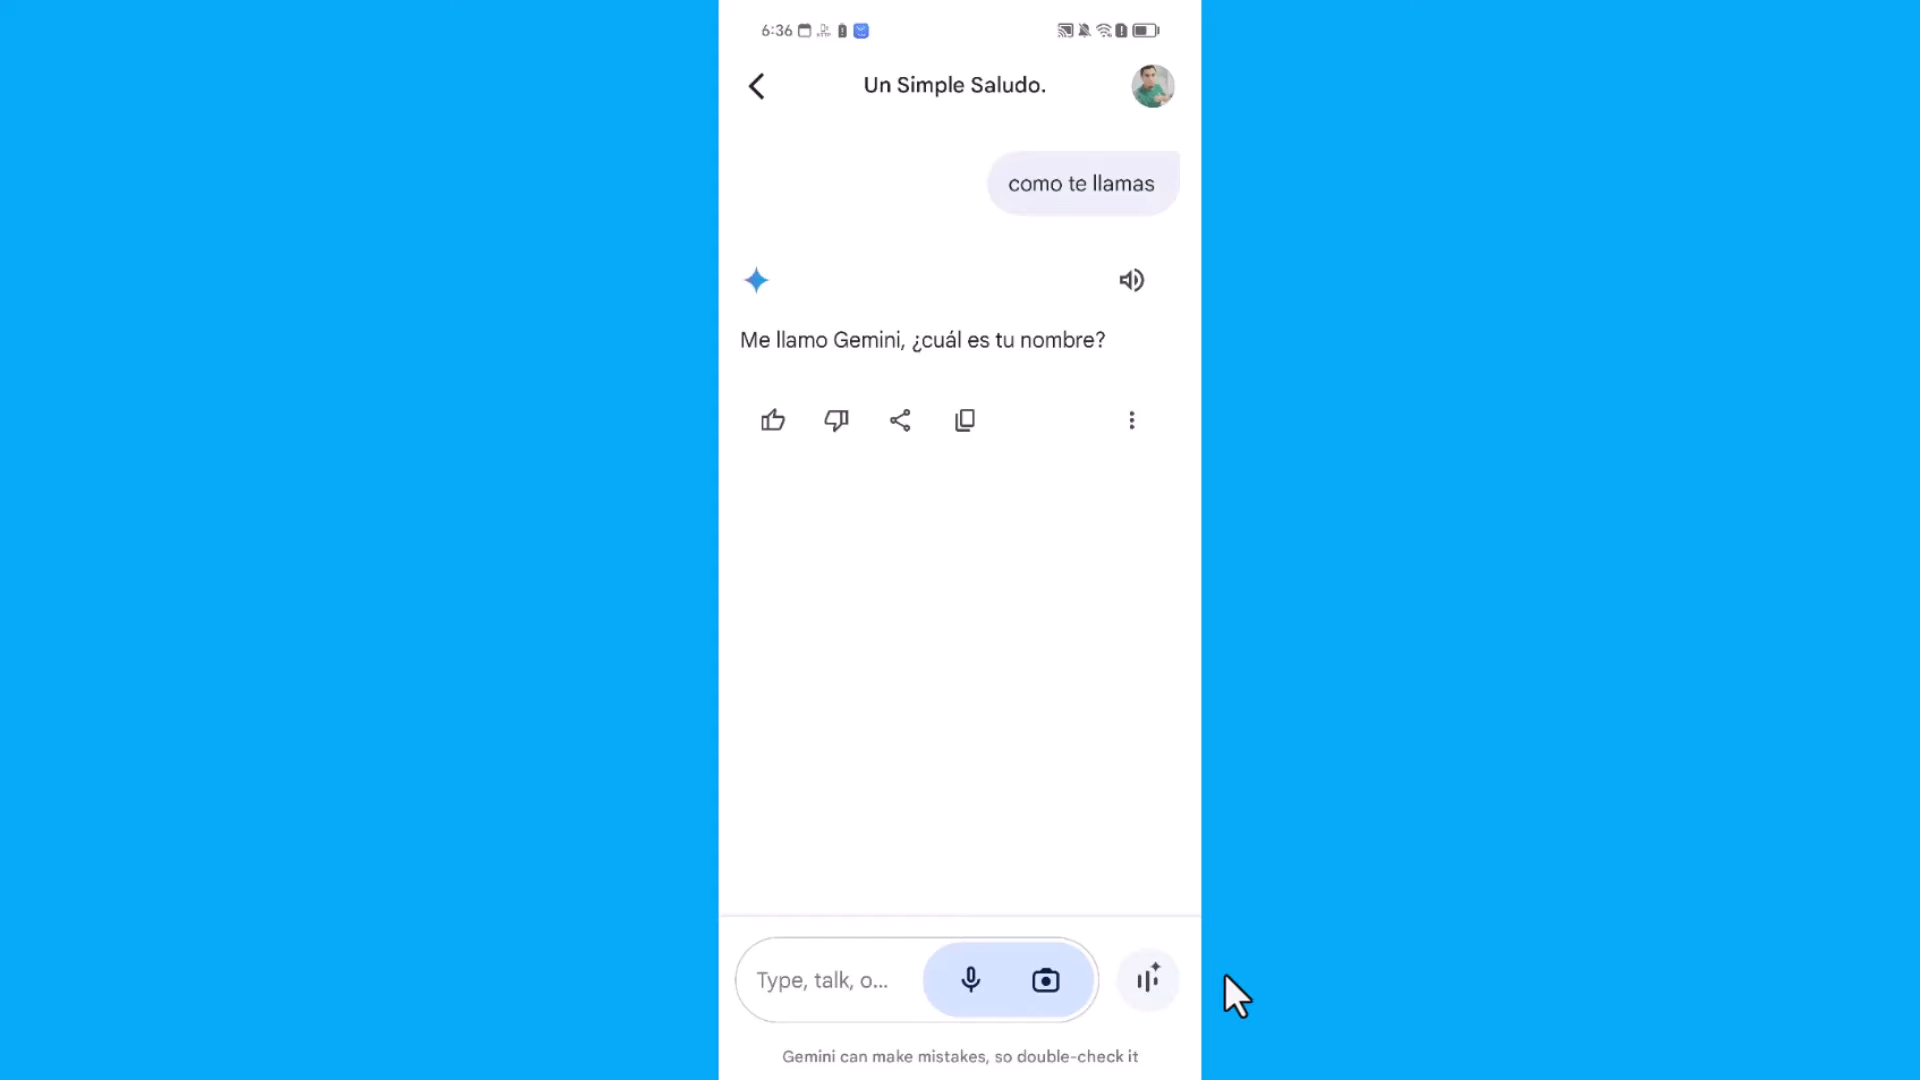 6:36
Un Simple Saludo.
como te llamas
Me llamo Gemini, ¿cuál es tu nombre?
Type, talk, o...
Gemini can make mistakes, so double-check it